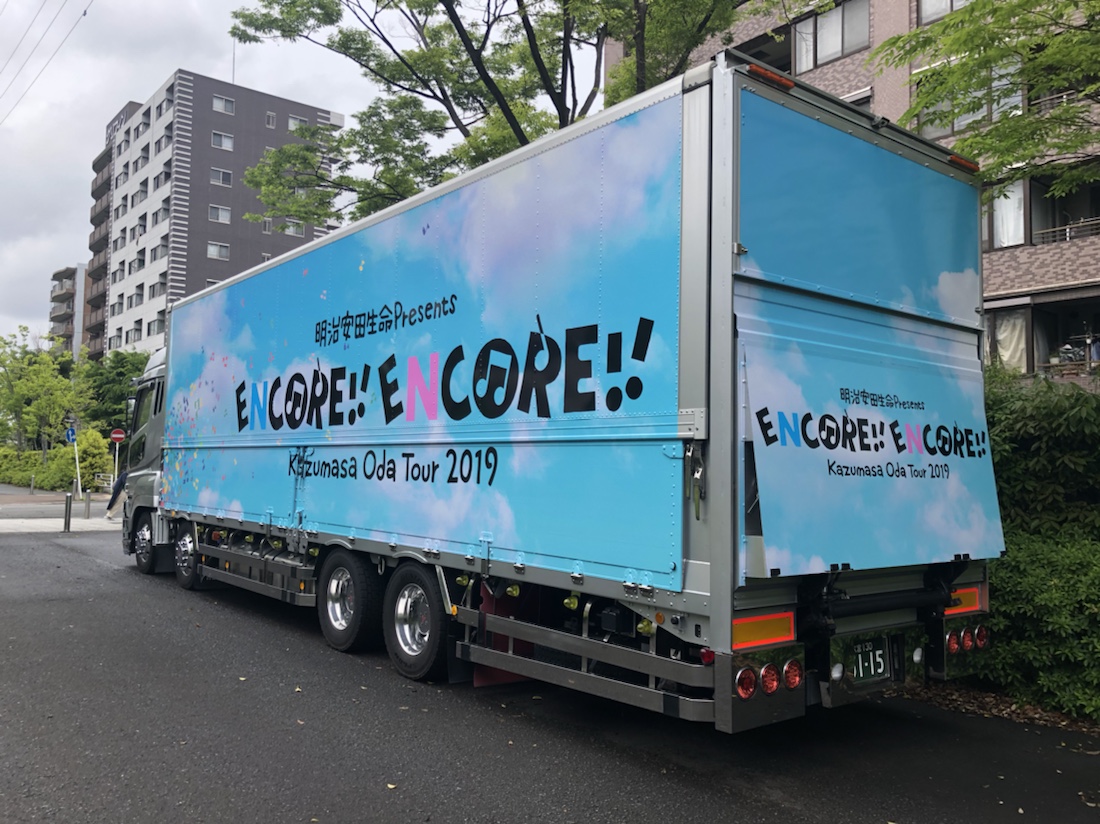 明治安田生命Presents
ENCORE!! ENCORE!!
Kazumasa Oda Tour 2019
明治安田生命Presents
ENCORE!! ENCORE!!
Kazumasa Oda Tour 2019
1-15